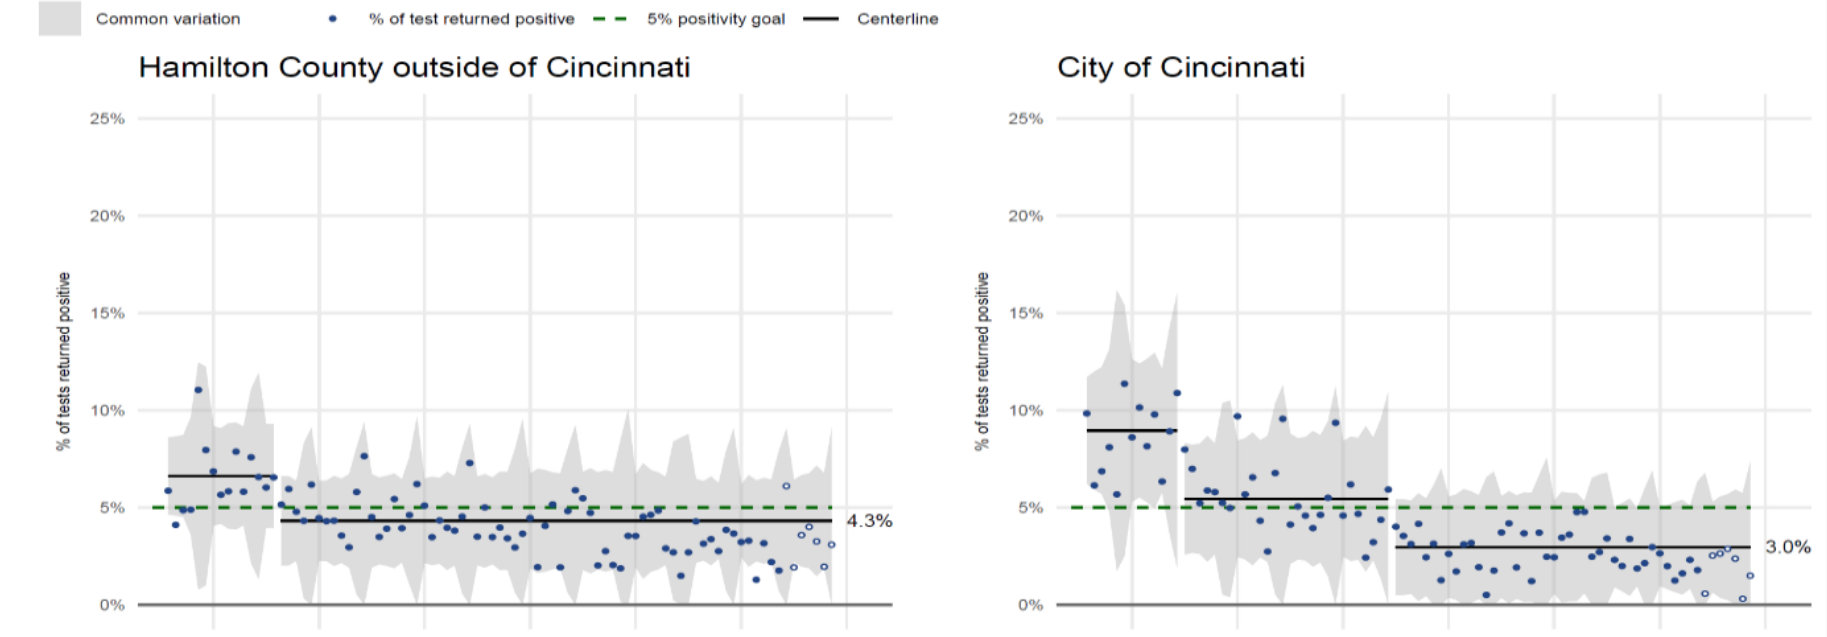 Common variation % of test returned positive 5% positivity goal Centerline
Hamilton County outside of Cincinnati
25%
20%
15%
10%
5%
0%
% of tests returned positive
4.3%
City of Cincinnati
25%
20%
15%
10%
5%
0%
% of tests returned positive
3.0%